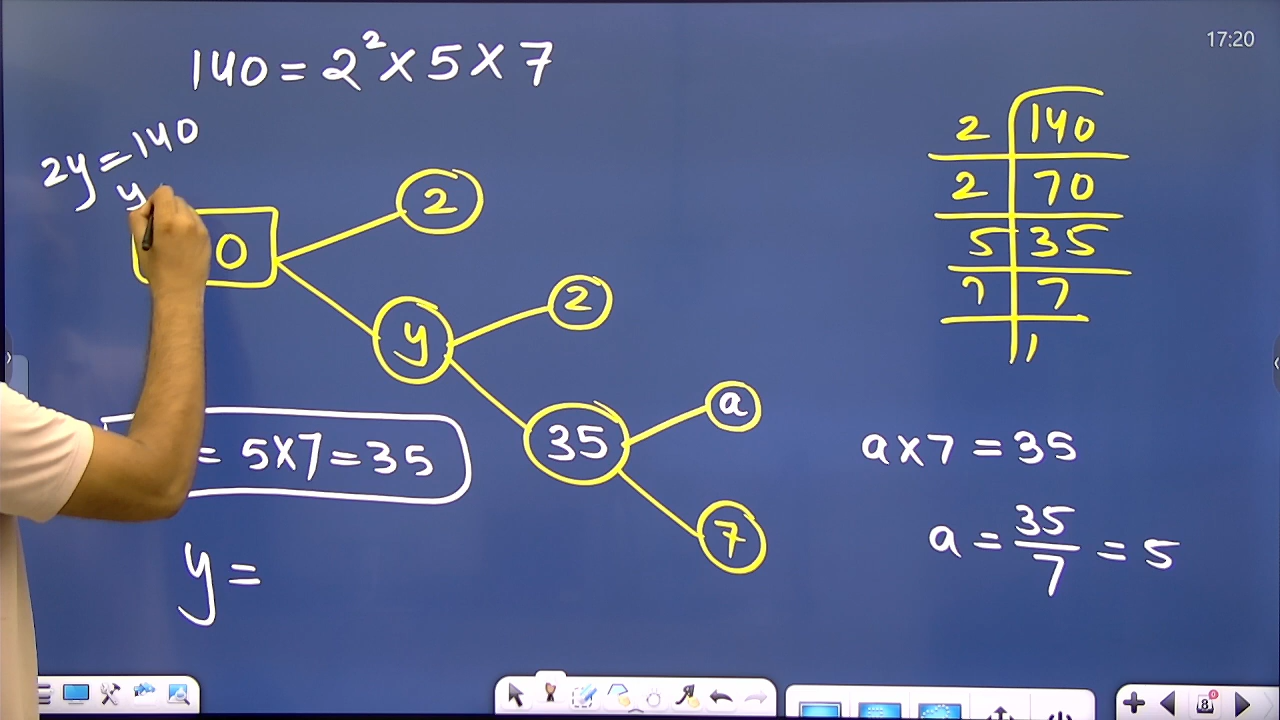 17:20
140 = 2² × 5 × 7
2y = 140
y
0
2
y
2
35
a
7
2 | 140
2 | 70
5 | 35
7 | 7
1
= 5×7 = 35
y =
a × 7 = 35
a = 35/7 = 5
8